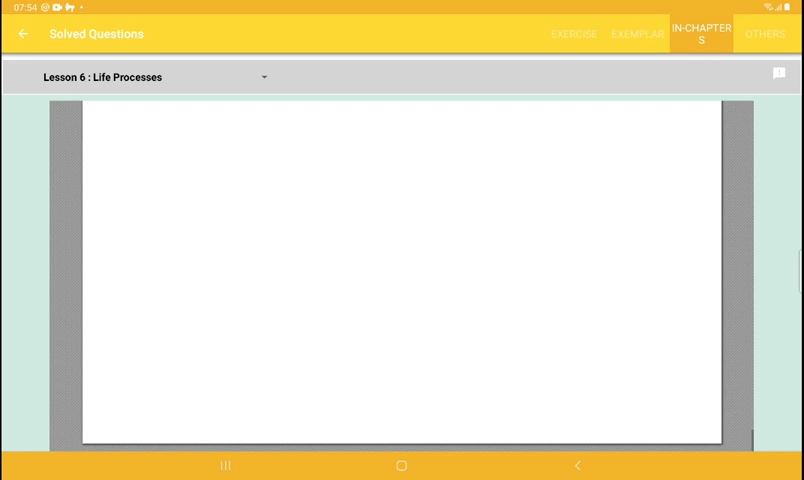 07:54
Solved Questions
EXERCISE
EXEMPLAR
IN-CHAPTER
S
OTHERS
Lesson 6 : Life Processes